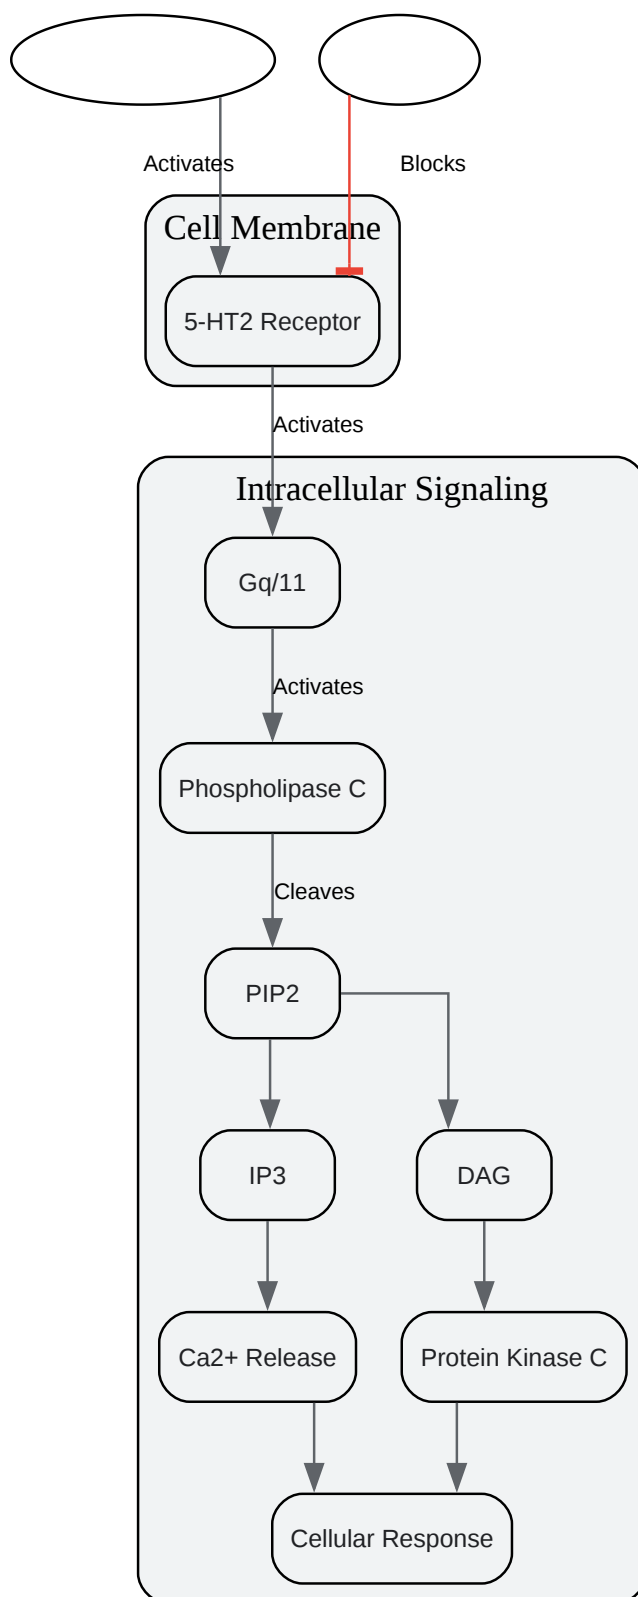 Activates
Blocks
Cell Membrane
5-HT2 Receptor
Activates
Intracellular Signaling
Gq/11
Activates
Phospholipase C
Cleaves
PIP2
IP3
DAG
Ca2+ Release
Protein Kinase C
Cellular Response